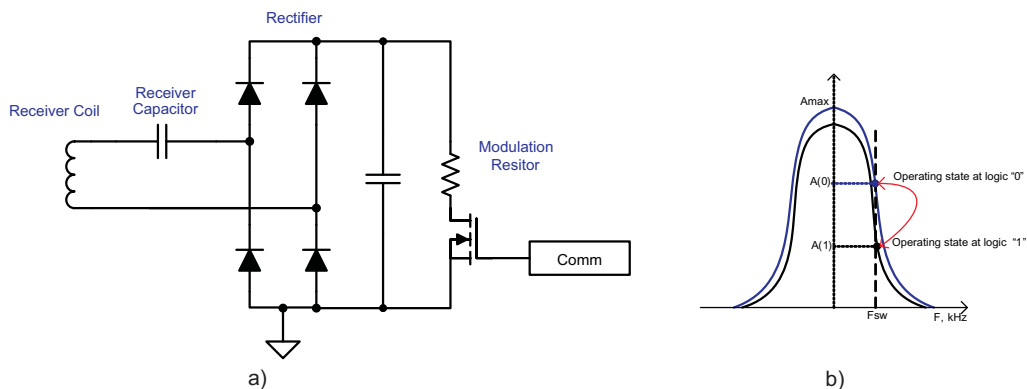 Rectifier
Receiver
Capacitor
Receiver Coil
Modulation
Resitor
Comm
a)
Amax
A(0)
Operating state at logic “0”
A(1)
Operating state at logic “1”
Fsw
F, kHz
b)